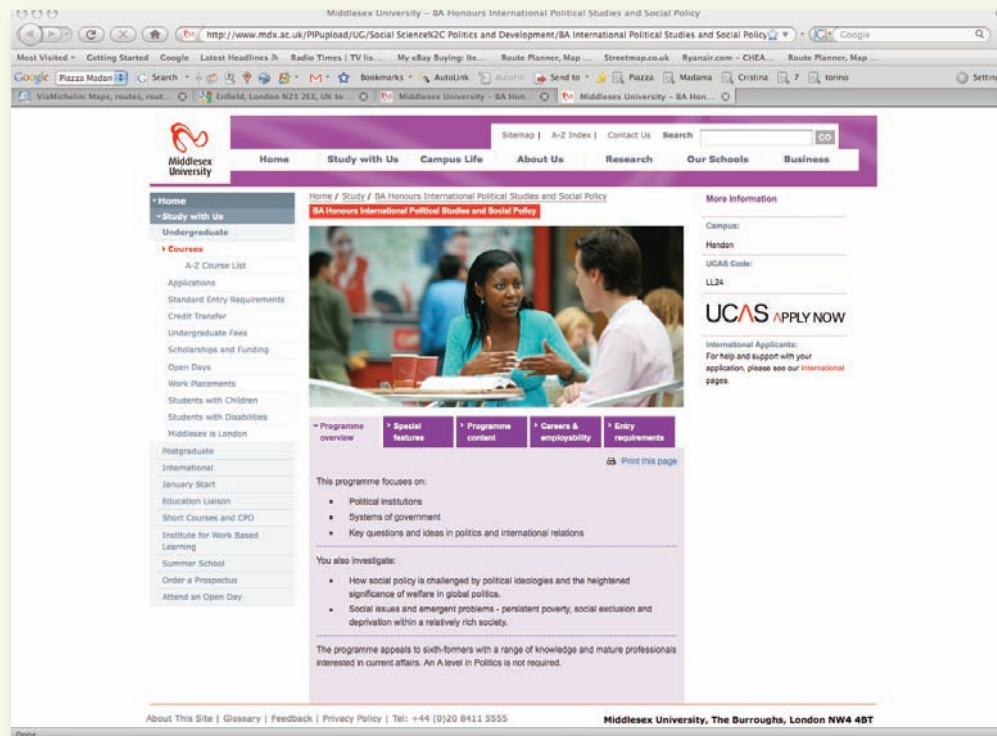 Middlesex University – BA Honours International Political Studies and Social Policy
http://www.mdx.ac.uk/PIPupload/UG/Social Science%2C Politics and Development/BA International Political Studies and Social Policy
Google
Most Visited Getting Started Google Latest Headlines Radio Times | TV lis... My eBay Buying: Ite... Route Planner, Map ... Streetmap.co.uk Ryanair.com – CHEA... Route Planner, Map ...
Google Piazza Madan Search Bookmarks AutoLink AutoFill Send to Piazza Madama Cristina 7 torino Settin
ViaMichelin: Maps, routes, rout... Enfield, London N21 2EE, UK to ... Middlesex University – BA Hon... Middlesex University – BA Hon...
Sitemap | A-Z Index | Contact Us Search GO
Middlesex University
Home Study with Us Campus Life About Us Research Our Schools Business
Home
Study with Us
Undergraduate
Courses
A-Z Course List
Applications
Standard Entry Requirements
Credit Transfer
Undergraduate Fees
Scholarships and Funding
Open Days
Work Placements
Students with Children
Students with Disabilities
Middlesex is London
Postgraduate
International
January Start
Education Liaison
Short Courses and CPD
Institute for Work Based
Learning
Summer School
Order a Prospectus
Attend an Open Day
Home / Study / BA Honours International Political Studies and Social Policy
BA Honours International Political Studies and Social Policy
Programme overview
Special features
Programme content
Careers & employability
Entry requirements
Print this page
This programme focuses on:
• Political institutions
• Systems of government
• Key questions and ideas in politics and international relations
You also investigate:
• How social policy is challenged by political ideologies and the heightened
significance of welfare in global politics.
• Social issues and emergent problems - persistent poverty, social exclusion and
deprivation within a relatively rich society.
The programme appeals to sixth-formers with a range of knowledge and mature professionals
interested in current affairs. An A level in Politics is not required.
More Information
Campus:
Hendon
UCAS Code:
LL24
UCAS APPLY NOW
International Applicants:
For help and support with your
application, please see our International
pages.
About This Site | Glossary | Feedback | Privacy Policy | Tel: +44 (0)20 8411 5555
Middlesex University, The Burroughs, London NW4 4BT
Done